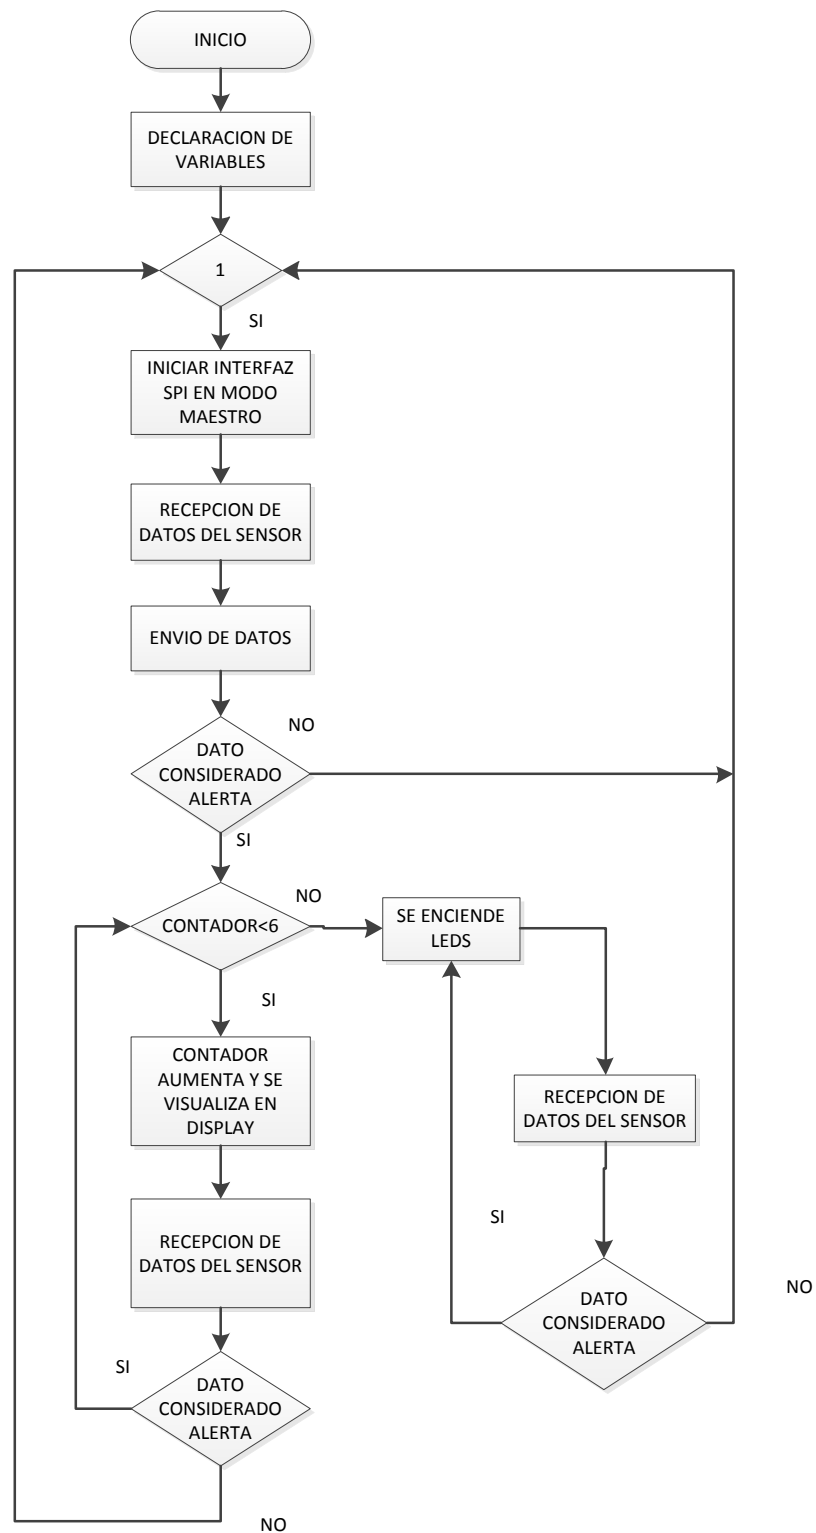 INICIO
DECLARACION DE
VARIABLES
1
SI
INICIAR INTERFAZ
SPI EN MODO
MAESTRO
RECEPCION DE
DATOS DEL SENSOR
ENVIO DE DATOS
NO
DATO
CONSIDERADO
ALERTA
SI
NO
CONTADOR<6
SE ENCIENDE
LEDS
SI
CONTADOR
AUMENTA Y SE
VISUALIZA EN
DISPLAY
RECEPCION DE
DATOS DEL SENSOR
RECEPCION DE
DATOS DEL SENSOR
SI
NO
DATO
CONSIDERADO
ALERTA
SI
DATO
CONSIDERADO
ALERTA
NO